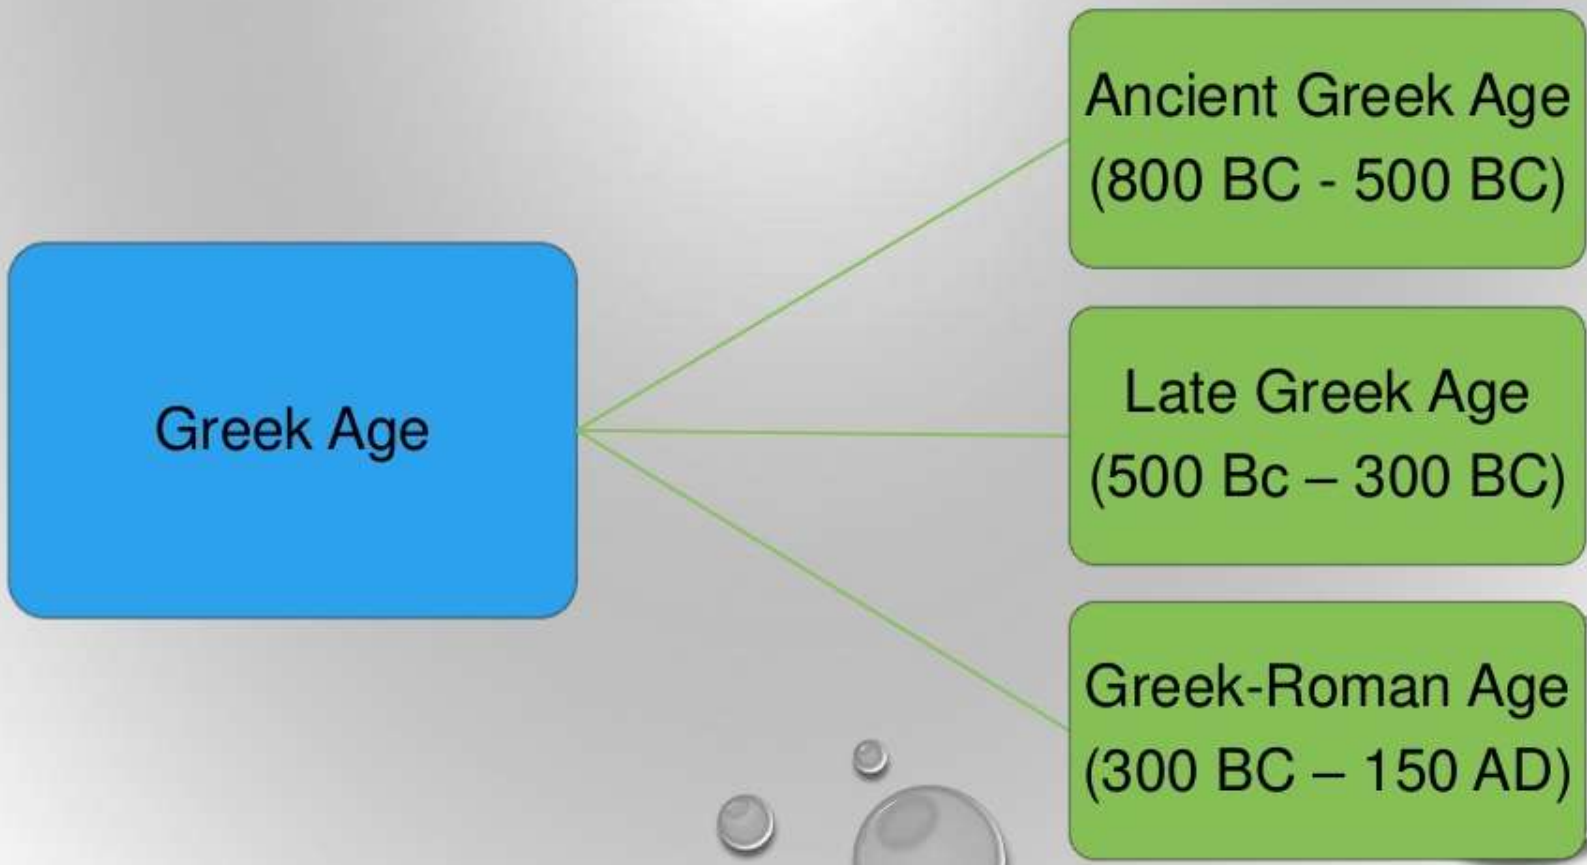 Greek Age
Ancient Greek Age
(800 BC - 500 BC)
Late Greek Age
(500 Bc – 300 BC)
Greek-Roman Age
(300 BC – 150 AD)